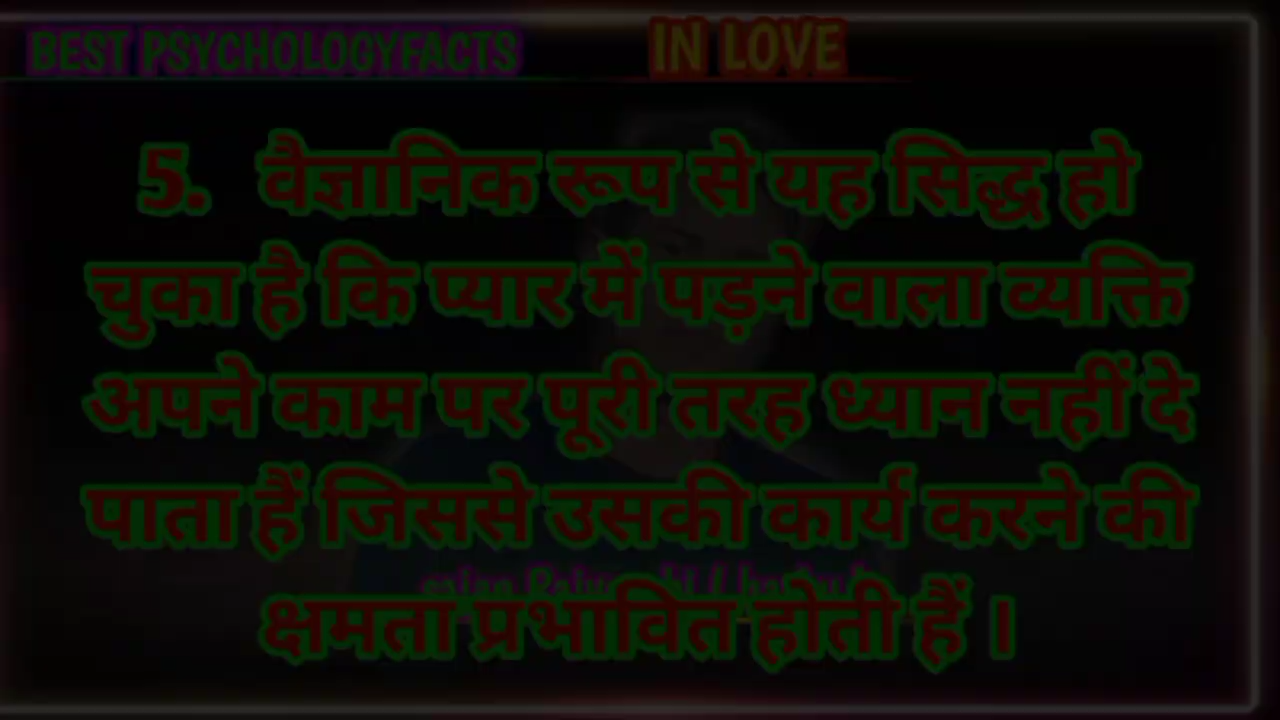 BEST PSYCHOLOGYFACTS IN LOVE
5. वैज्ञानिक रूप से यह सिद्ध हो
चुका है कि प्यार में पड़ने वाला व्यक्ति
अपने काम पर पूरी तरह ध्यान नहीं दे
पाता हैं जिससे उसकी कार्य करने की
क्षमता प्रभावित होती हैं ।